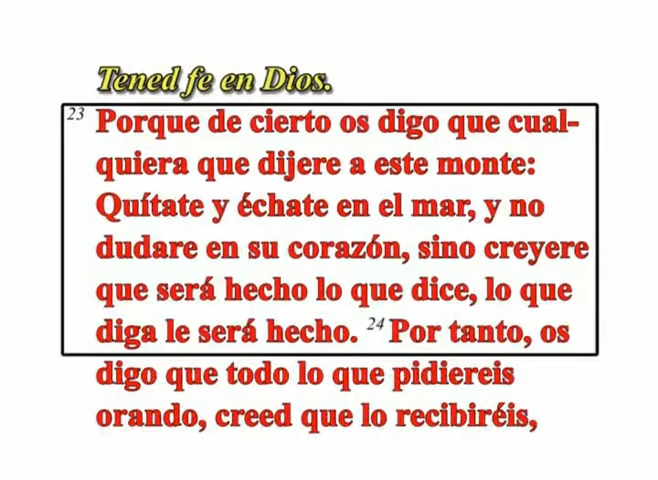 Tened fe en Dios.
23 Porque de cierto os digo que cual-
quiera que dijere a este monte:
Quítate y échate en el mar, y no
dudare en su corazón, sino creyere
que será hecho lo que dice, lo que
diga le será hecho. 24 Por tanto, os
digo que todo lo que pidiereis
orando, creed que lo recibiréis,